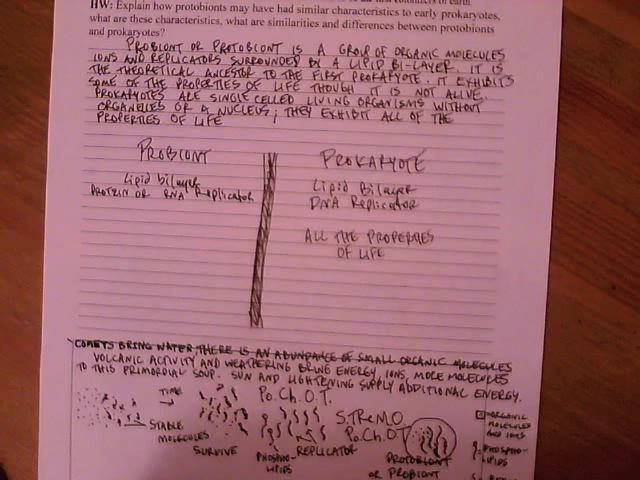 HW: Explain how protobionts may have had similar characteristics to early prokaryotes,
what are these characteristics, what are similarities and differences between protobionts
and prokaryotes?
PROBIONT OR PROTOBIONT IS A GROUP OF ORGANIC MOLECULES
IONS AND REPLICATORS SURROUNDED BY A LIPID BI-LAYER. IT IS
THE THEORETICAL ANCESTOR TO THE FIRST PROKARYOTE. IT EXHIBITS
SOME OF THE PROPERTIES OF LIFE THOUGH IT IS NOT ALIVE.
PROKARYOTES ARE SINGLE CELLED LIVING ORGANISMS WITHOUT
ORGANELLES OR A NUCLEUS; THEY EXHIBIT ALL OF THE
PROPERTIES OF LIFE
PROBIONT
Lipid bilayer
PROTEIN OR RNA Replicator
PROKARYOTE
Lipid Bilayer
DNA Replicator
ALL THE PROPERTIES
OF LIFE
COMETS BRING WATER, THERE IS AN ABUNDANCE OF SMALL ORGANIC MOLECULES
VOLCANIC ACTIVITY AND WEATHERING BRING ENERGY, IONS, MORE MOLECULES
TO THIS PRIMORDIAL SOUP. SUN AND LIGHTENING SUPPLY ADDITIONAL ENERGY.
TIME
STABLE
MOLECULES
SURVIVE
Po.Ch.O.T.
PHOSPHO-
LIPIDS
REPLICATOR
S.TReMO
Po.Ch.OT
PROTOBIONT
OR PROBIONT
ORGANIC
MOLECULES
AND IONS
PHOSPHO-
LIPIDS